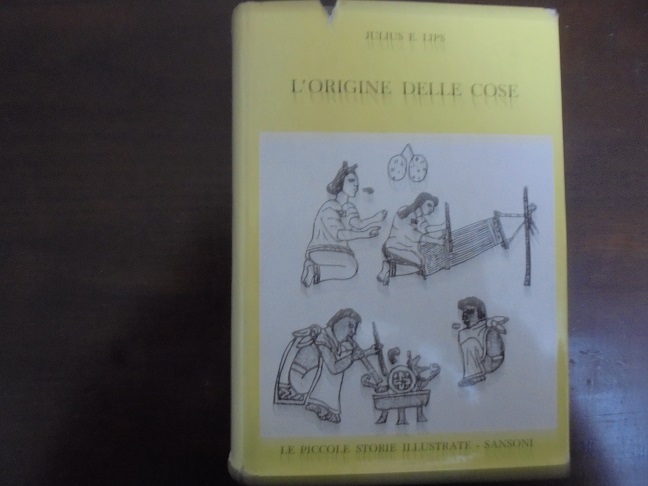 JULIUS E. LIPS
L'ORIGINE DELLE COSE
LE PICCOLE STORIE ILLUSTRATE - SANSONI